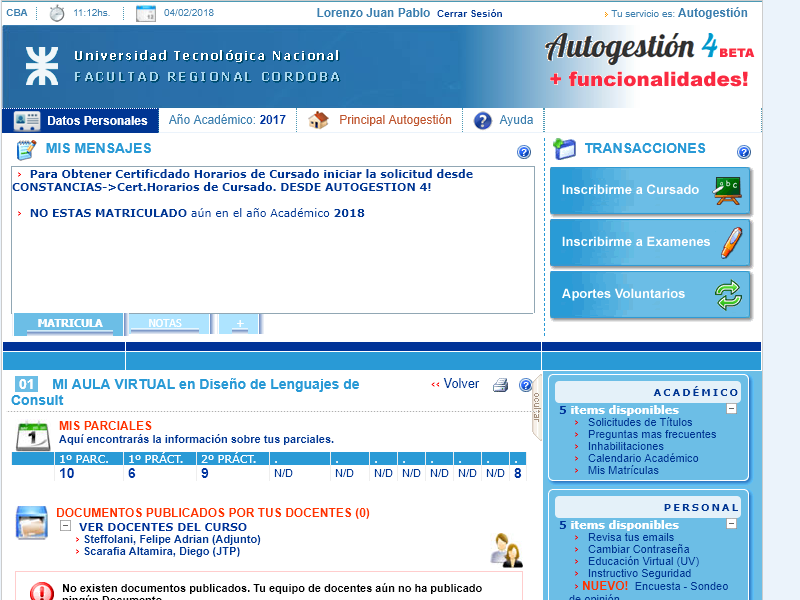 CBA 11:12hs. 04/02/2018 Lorenzo Juan Pablo Cerrar Sesión › Tu servicio es: Autogestión
Universidad Tecnológica Nacional
FACULTAD REGIONAL CORDOBA
Autogestión 4 BETA
+ funcionalidades!
Datos Personales Año Académico: 2017 Principal Autogestión Ayuda
MIS MENSAJES
› Para Obtener Certificdado Horarios de Cursado iniciar la solicitud desde
CONSTANCIAS->Cert.Horarios de Cursado. DESDE AUTOGESTION 4!
› NO ESTAS MATRICULADO aún en el año Académico 2018
MATRICULA NOTAS +
TRANSACCIONES
Inscribirme a Cursado
Inscribirme a Examenes
Aportes Voluntarios
01 MI AULA VIRTUAL en Diseño de Lenguajes de
Consult
‹‹ Volver
ocultar
MIS PARCIALES
Aquí encontrarás la información sobre tus parciales.
1º PARC. 1º PRÁCT. 2º PRÁCT. . . . . . . . .
10 6 9 N/D N/D N/D N/D N/D N/D N/D 8
DOCUMENTOS PUBLICADOS POR TUS DOCENTES (0)
VER DOCENTES DEL CURSO
› Steffolani, Felipe Adrian (Adjunto)
› Scarafia Altamira, Diego (JTP)
No existen documentos publicados. Tu equipo de docentes aún no ha publicado
ningún Documento
ACADÉMICO
5 items disponibles
› Solicitudes de Títulos
› Preguntas mas frecuentes
› Inhabilitaciones
› Calendario Académico
› Mis Matrículas
PERSONAL
5 items disponibles
› Revisa tus emails
› Cambiar Contraseña
› Educación Virtual (UV)
› Instructivo Seguridad
› NUEVO! Encuesta - Sondeo
de opinión